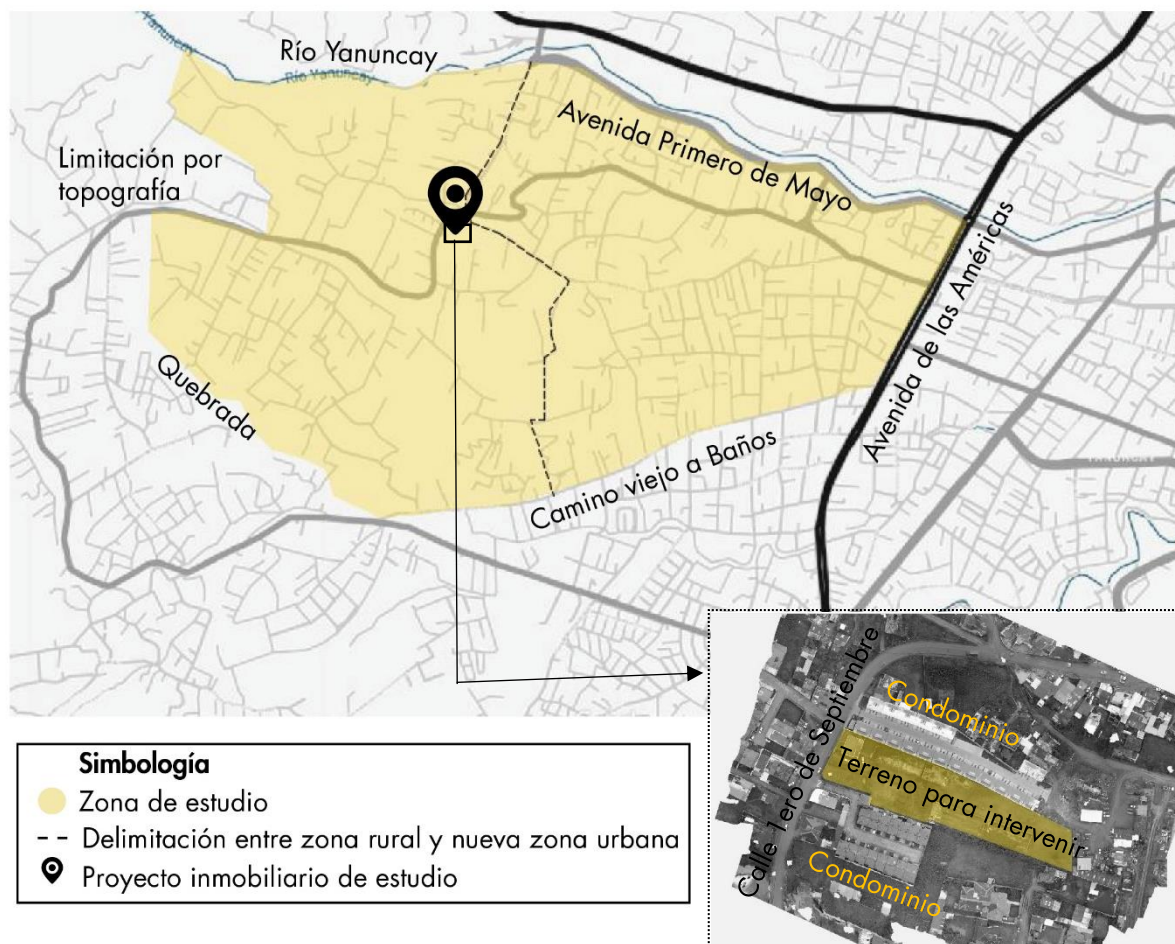 Yanuncay
Río Yanuncay
Río Yanuncay
Avenida Primero de Mayo
Limitación por
topografía
Avenida de las Américas
Quebrada
Camino viejo a Baños
YANUNCAY
Calle 1ero de Septiembre
Condominio
Terreno para intervenir
Condominio
Simbología
Zona de estudio
Delimitación entre zona rural y nueva zona urbana
Proyecto inmobiliario de estudio